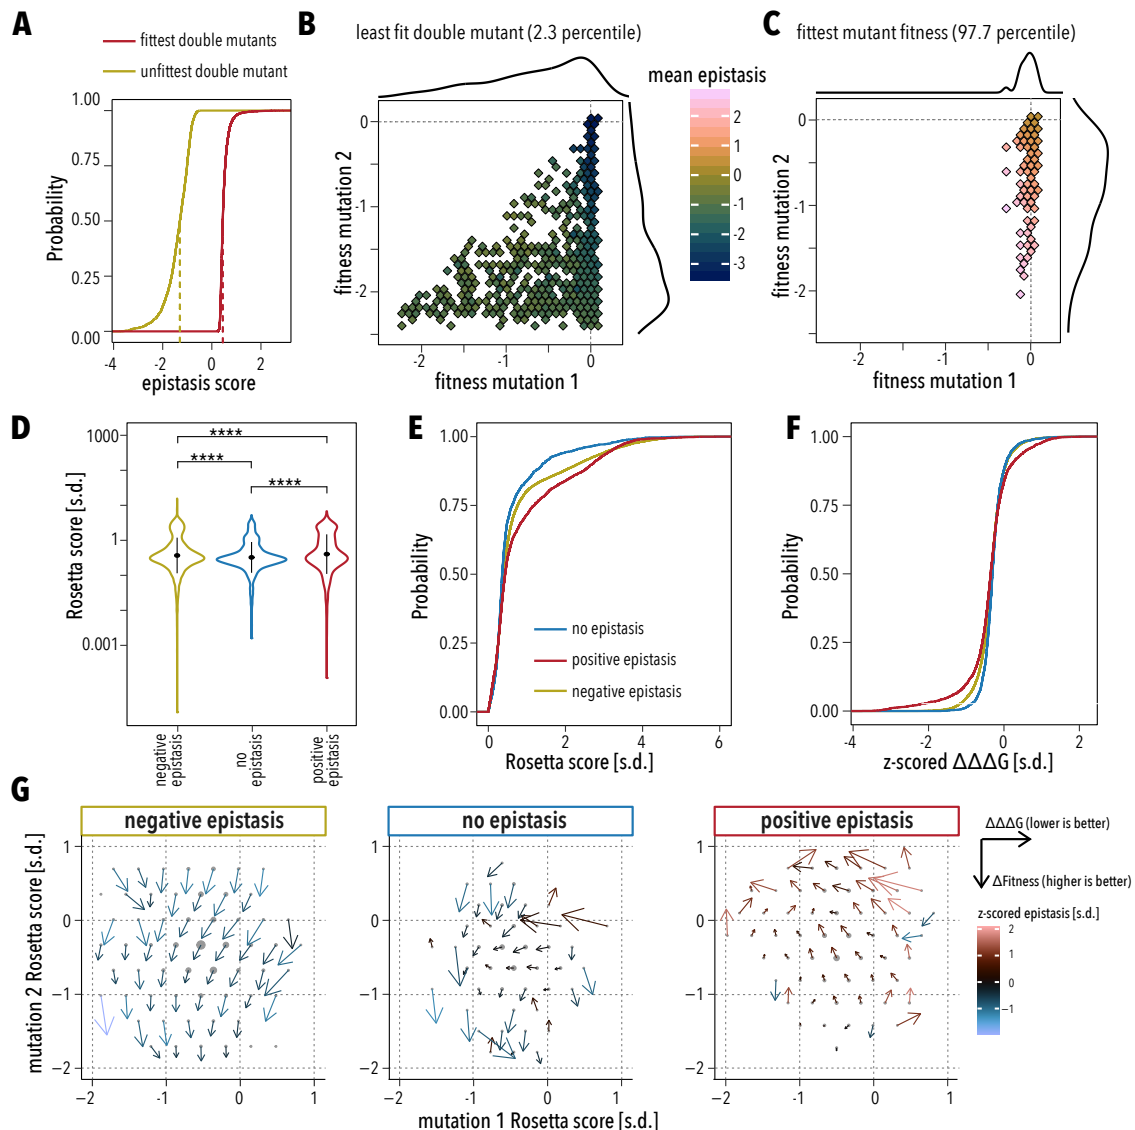 A
fittest double mutants
unfittest double mutant
1.00
0.75
0.50
0.25
0.00
Probability
-4
-2
0
2
epistasis score
B
least fit double mutant (2.3 percentile)
0
-1
-2
fitness mutation 2
-2
-1
0
fitness mutation 1
mean epistasis
2
1
0
-1
-2
-3
C
fittest mutant fitness (97.7 percentile)
0
-1
-2
fitness mutation 2
-2
-1
0
fitness mutation 1
D
1000
1
0.001
Rosetta score [s.d.]
****
****
****
negative
epistasis
no
epistasis
positive
epistasis
E
1.00
0.75
0.50
0.25
0.00
Probability
no epistasis
positive epistasis
negative epistasis
0
2
4
6
Rosetta score [s.d.]
F
1.00
0.75
0.50
0.25
0.00
Probability
-4
-2
0
2
z-scored ΔΔΔG [s.d.]
G
negative epistasis
no epistasis
positive epistasis
mutation 2 Rosetta score [s.d.]
1
0
−1
−2
1
0
−1
−2
1
0
−1
−2
−2
-1
0
1
−2
-1
0
1
−2
-1
0
1
mutation 1 Rosetta score [s.d.]
ΔΔΔG (lower is better)
ΔFitness (higher is better)
z-scored epistasis [s.d.]
2
1
0
−1